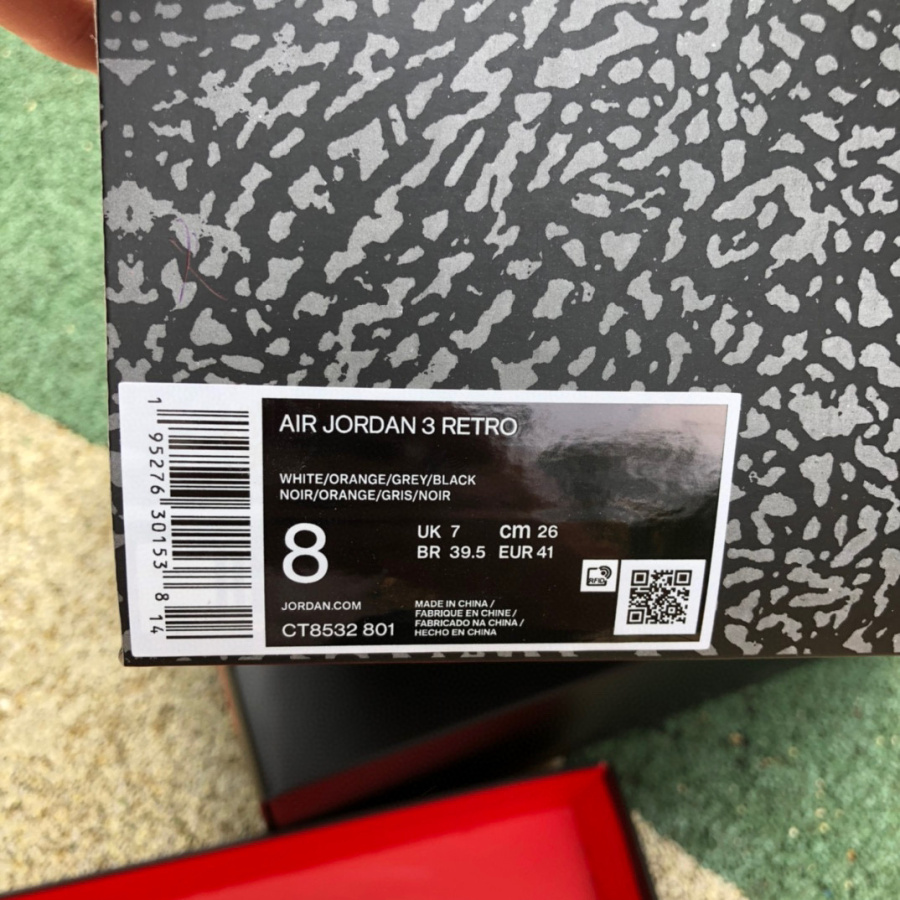 AIR JORDAN 3 RETRO
WHITE/ORANGE/GREY/BLACK
NOIR/ORANGE/GRIS/NOIR
8
UK 7 cm 26
BR 39.5 EUR 41
RFID
JORDAN.COM
CT8532 801
MADE IN CHINA /
FABRIQUE EN CHINE /
FABRICADO NA CHINA /
HECHO EN CHINA
1 95276 30153 8 14